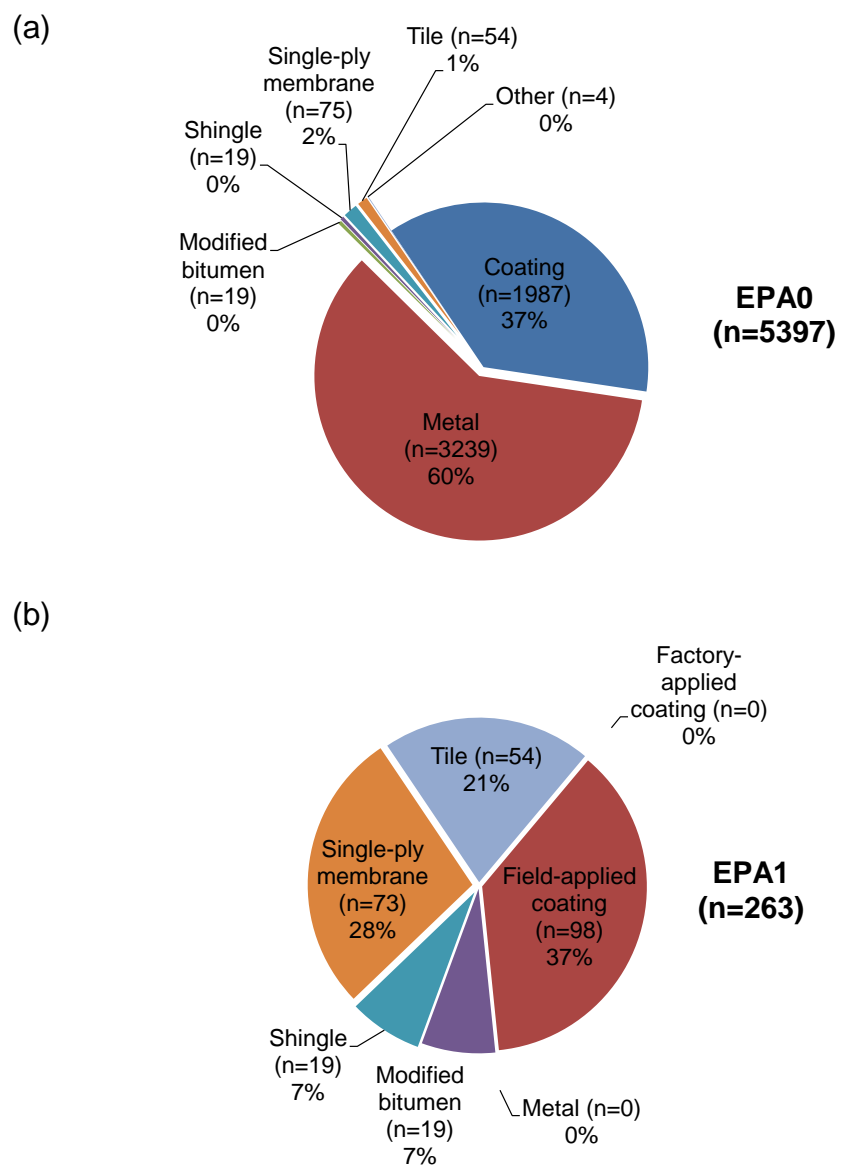 (a)
Tile (n=54)
1%
Single-ply
membrane
(n=75)
2%
Other (n=4)
0%
Shingle
(n=19)
0%
Modified
bitumen
(n=19)
0%
Coating
(n=1987)
37%
EPA0
(n=5397)
Metal
(n=3239)
60%
(b)
Factory-
applied
coating (n=0)
0%
Tile (n=54)
21%
Single-ply
membrane
(n=73)
28%
Field-applied
coating
(n=98)
37%
EPA1
(n=263)
Shingle
(n=19)
7%
Modified
bitumen
(n=19)
7%
Metal (n=0)
0%